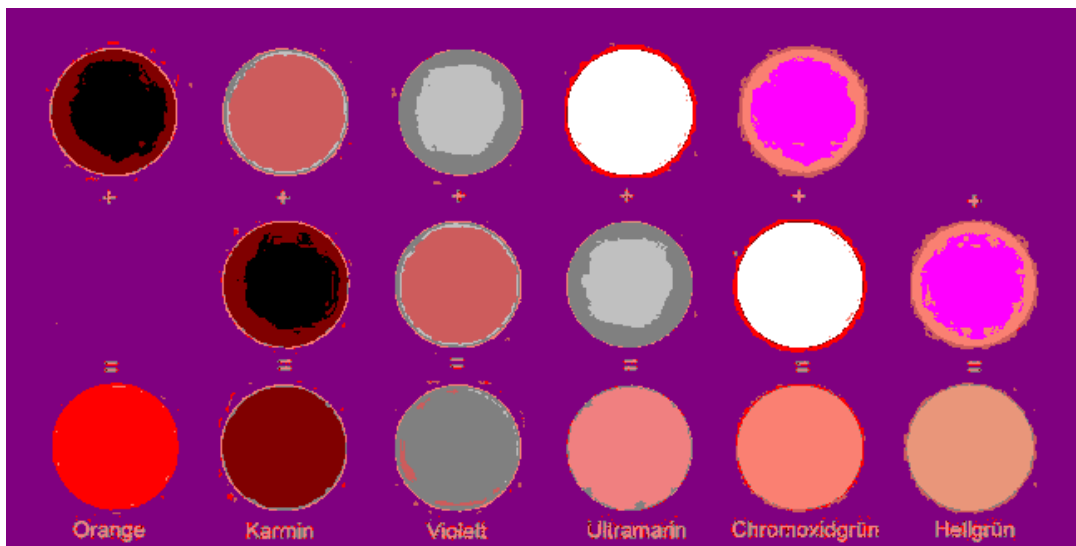 + + + + + +
= = = = = =
Orange Karmin Violett Ultramarin Chromoxidgrün Hellgrün